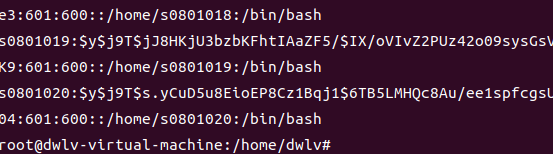 e3:601:600::/home/s0801018:/bin/bash
s0801019:$y$j9T$jJ8HKjU3bzbKFhtIAaZF5/$IX/oVIvZ2PUz42o09sysGsV
K9:601:600::/home/s0801019:/bin/bash
s0801020:$y$j9T$s.yCuD5u8EioEP8Cz1Bqj1$6TB5LMHQc8Au/ee1spfcgsU
04:601:600::/home/s0801020:/bin/bash
root@dwlv-virtual-machine:/home/dwlv#